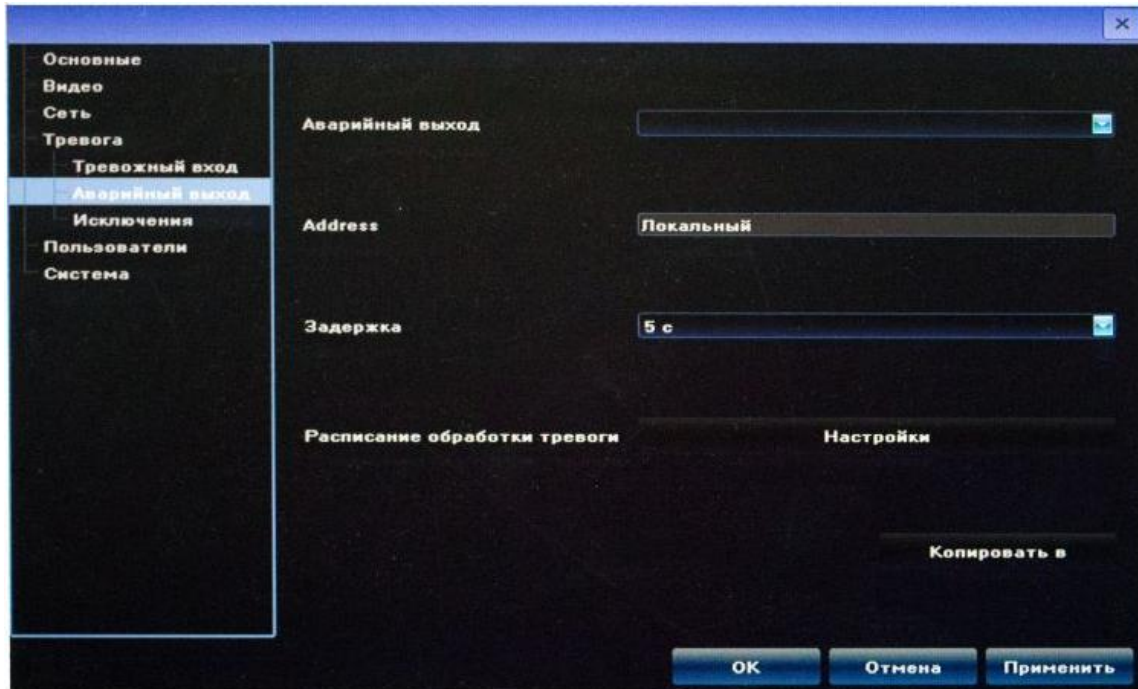 Основные
Видео
Сеть
Тревога
Тревожный вход
Аварийный выход
Исключения
Пользователи
Система
Аварийный выход
Address Локальный
Задержка 5 с
Расписание обработки тревоги Настройки
Копировать в
ОК Отмена Применить